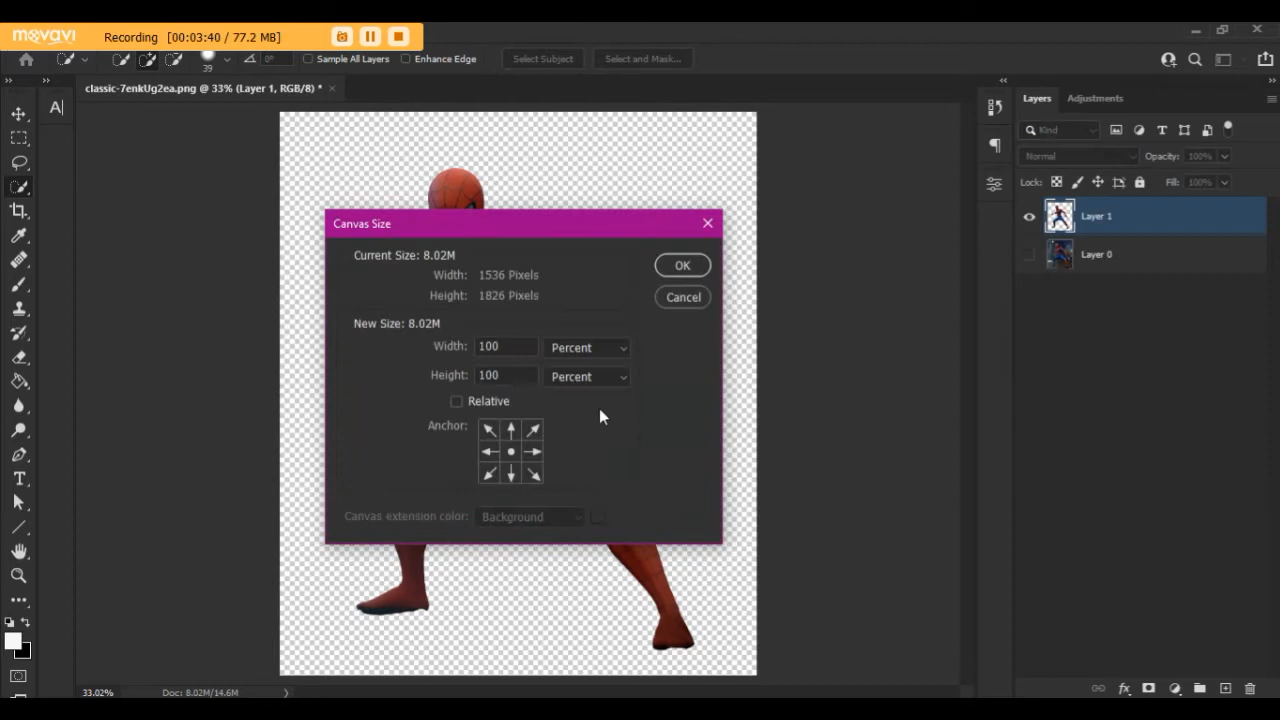 movavi Recording [00:03:40 / 77.2 MB]
39 0° Sample All Layers Enhance Edge Select Subject Select and Mask...
classic-7enkUg2ea.png @ 33% (Layer 1, RGB/8) * ×
A|
Layers Adjustments
Kind
Normal Opacity: 100%
Lock: Fill: 100%
Layer 1
Layer 0
Canvas Size
Current Size: 8.02M
Width: 1536 Pixels
Height: 1826 Pixels
OK
Cancel
New Size: 8.02M
Width: 100 Percent
Height: 100 Percent
Relative
Anchor:
Canvas extension color: Background
T
fx
33.02% Doc: 8.02M/14.6M